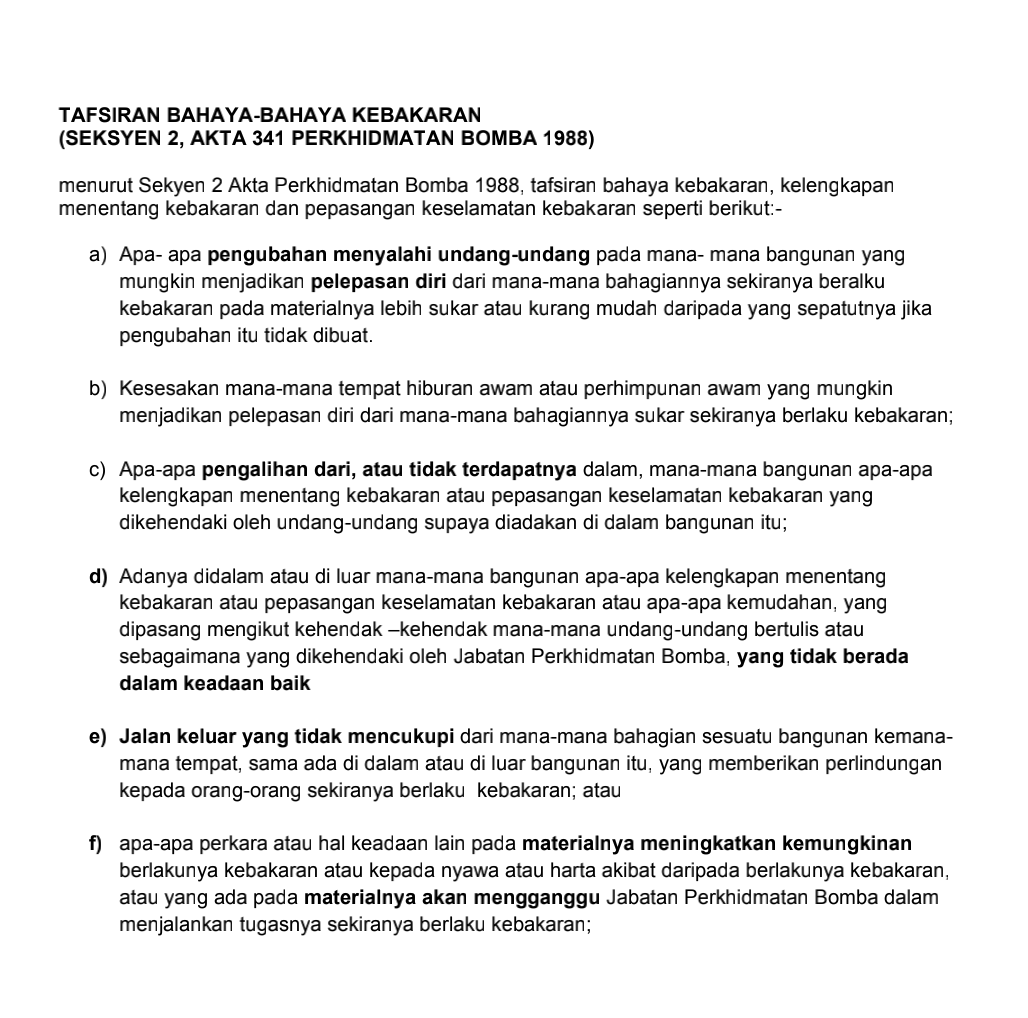 TAFSIRAN BAHAYA-BAHAYA KEBAKARAN
(SEKSYEN 2, AKTA 341 PERKHIDMATAN BOMBA 1988)
menurut Sekyen 2 Akta Perkhidmatan Bomba 1988, tafsiran bahaya kebakaran, kelengkapan
menentang kebakaran dan pepasangan keselamatan kebakaran seperti berikut:-
a) Apa- apa pengubahan menyalahi undang-undang pada mana- mana bangunan yang
mungkin menjadikan pelepasan diri dari mana-mana bahagiannya sekiranya beralku
kebakaran pada materialnya lebih sukar atau kurang mudah daripada yang sepatutnya jika
pengubahan itu tidak dibuat.
b) Kesesakan mana-mana tempat hiburan awam atau perhimpunan awam yang mungkin
menjadikan pelepasan diri dari mana-mana bahagiannya sukar sekiranya berlaku kebakaran;
c) Apa-apa pengalihan dari, atau tidak terdapatnya dalam, mana-mana bangunan apa-apa
kelengkapan menentang kebakaran atau pepasangan keselamatan kebakaran yang
dikehendaki oleh undang-undang supaya diadakan di dalam bangunan itu;
d) Adanya didalam atau di luar mana-mana bangunan apa-apa kelengkapan menentang
kebakaran atau pepasangan keselamatan kebakaran atau apa-apa kemudahan, yang
dipasang mengikut kehendak –kehendak mana-mana undang-undang bertulis atau
sebagaimana yang dikehendaki oleh Jabatan Perkhidmatan Bomba, yang tidak berada
dalam keadaan baik
e) Jalan keluar yang tidak mencukupi dari mana-mana bahagian sesuatu bangunan kemana-
mana tempat, sama ada di dalam atau di luar bangunan itu, yang memberikan perlindungan
kepada orang-orang sekiranya berlaku  kebakaran; atau
f) apa-apa perkara atau hal keadaan lain pada materialnya meningkatkan kemungkinan
berlakunya kebakaran atau kepada nyawa atau harta akibat daripada berlakunya kebakaran,
atau yang ada pada materialnya akan mengganggu Jabatan Perkhidmatan Bomba dalam
menjalankan tugasnya sekiranya berlaku kebakaran;